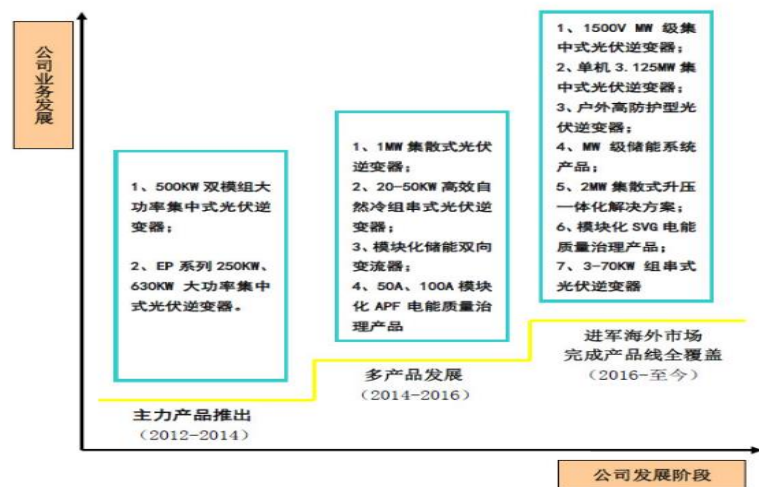 公司业务发展
1、500KW 双模组大
功率集中式光伏逆
变器；
2、EP 系列 250KW、
630KW 大功率集中
式光伏逆变器。
主力产品推出
（2012-2014）
1、1MW 集散式光伏
逆变器；
2、20-50KW 高效自
然冷组串式光伏逆
变器；
3、模块化储能双向
变流器；
4、50A、100A 模块
化 APF 电能质量治
理产品
多产品发展
（2014-2016）
1、1500V MW 级集
中式光伏逆变器；
2、单机 3.125MW 集
中式光伏逆变器；
3、户外高防护型光
伏逆变器；
4、MW 级储能系统
产品；
5、2MW 集散式升压
一体化解决方案；
6、模块化 SVG 电能
质量治理产品；
7、3-70KW 组串式
光伏逆变器
进军海外市场
完成产品线全覆盖
（2016-至今）
公司发展阶段